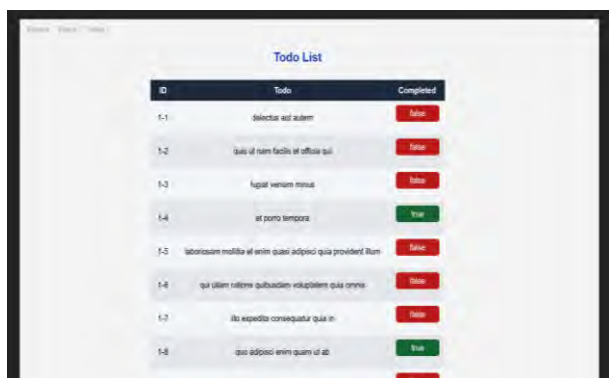 Todo List
ID Todo Completed
1-1 delectus aut autem false
1-2 quis ut nam facilis et officia qui false
1-3 fugiat veniam minus false
1-4 et porro tempora true
1-5 laboriosam mollitia et enim quasi adipisci quia provident illum false
1-6 qui ullam ratione quibusdam voluptatem quia omnis false
1-7 illo expedita consequatur quia in false
1-8 quo adipisci enim quam ut ab true